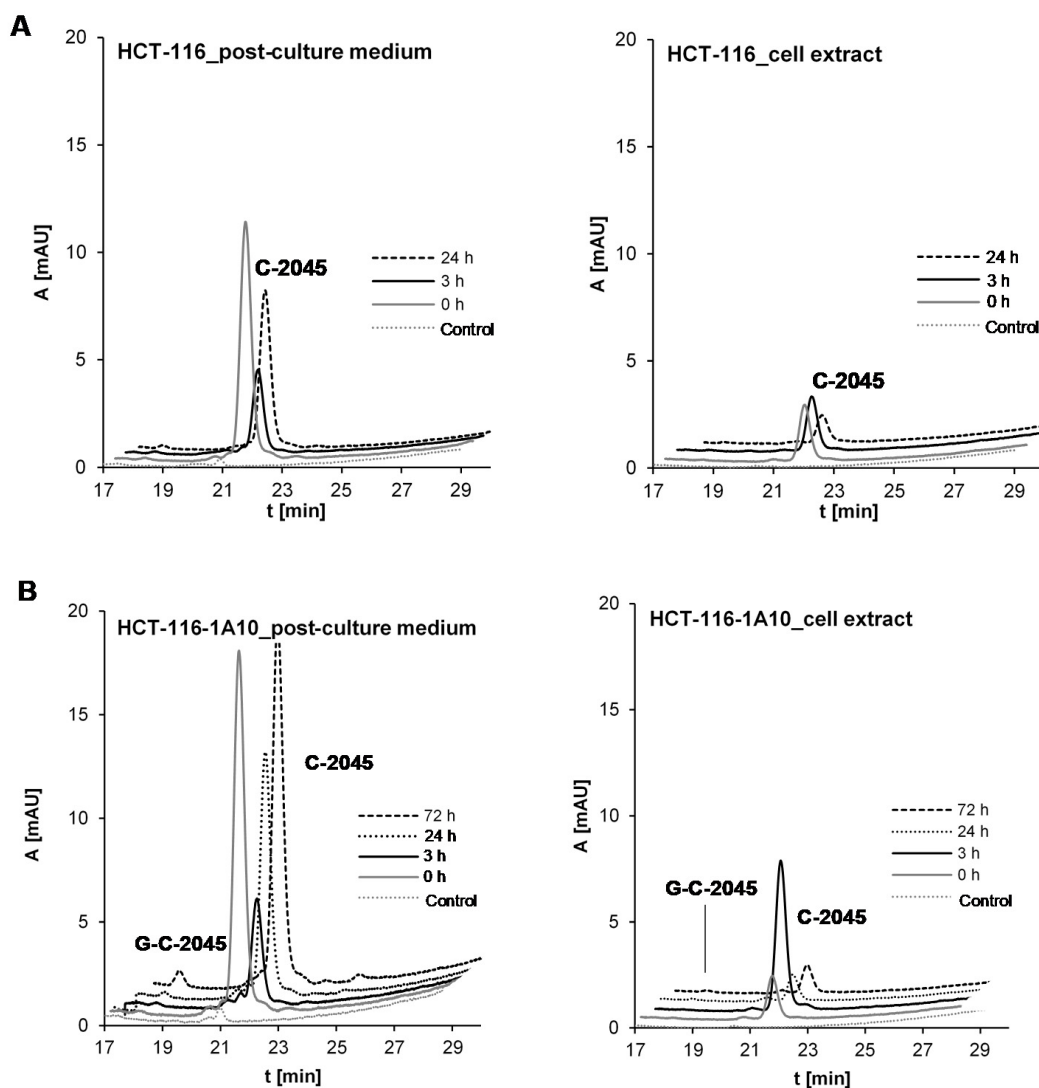 A
HCT-116_post-culture medium
20
15
10
5
0
A [mAU]
C-2045
24 h
3 h
0 h
Control
17 19 21 23 25 27 29
t [min]
HCT-116_cell extract
20
15
10
5
0
A [mAU]
C-2045
24 h
3 h
0 h
Control
17 19 21 23 25 27 29
t [min]
B
HCT-116-1A10_post-culture medium
20
15
10
5
0
A [mAU]
C-2045
72 h
24 h
3 h
0 h
Control
G-C-2045
17 19 21 23 25 27 29
t [min]
HCT-116-1A10_cell extract
20
15
10
5
0
A [mAU]
72 h
24 h
3 h
0 h
Control
G-C-2045
C-2045
17 19 21 23 25 27 29
t [min]